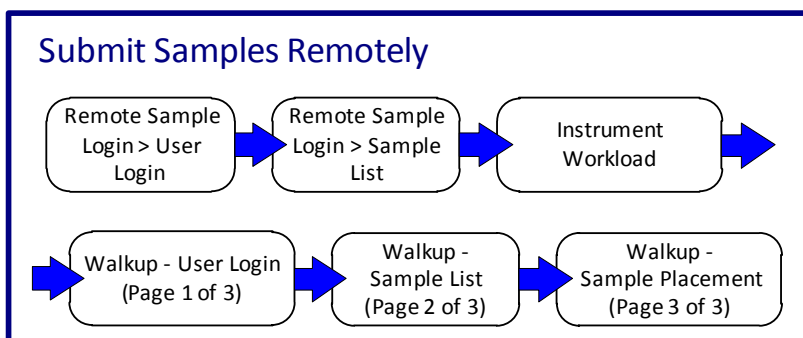 Submit Samples Remotely
Remote Sample
Login > User
Login
Remote Sample
Login > Sample
List
Instrument
Workload
Walkup - User Login
(Page 1 of 3)
Walkup -
Sample List
(Page 2 of 3)
Walkup -
Sample Placement
(Page 3 of 3)